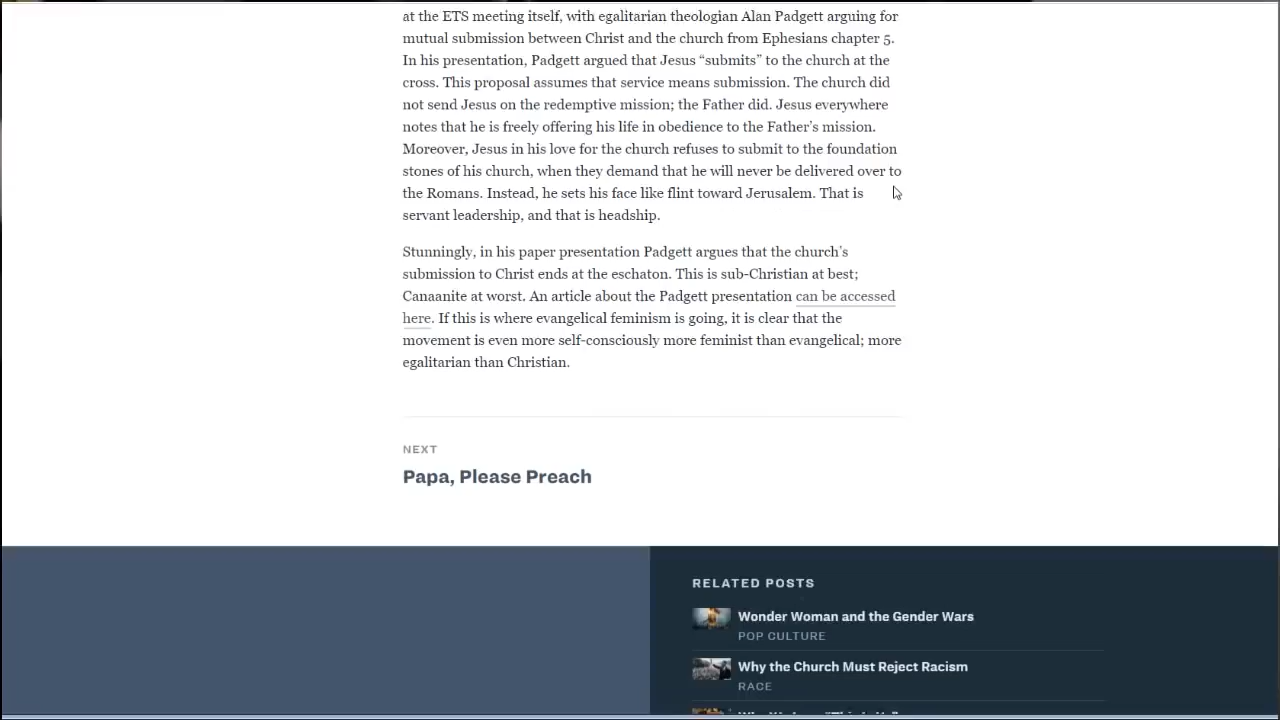 at the ETS meeting itself, with egalitarian theologian Alan Padgett arguing for
mutual submission between Christ and the church from Ephesians chapter 5.
In his presentation, Padgett argued that Jesus “submits” to the church at the
cross. This proposal assumes that service means submission. The church did
not send Jesus on the redemptive mission; the Father did. Jesus everywhere
notes that he is freely offering his life in obedience to the Father’s mission.
Moreover, Jesus in his love for the church refuses to submit to the foundation
stones of his church, when they demand that he will never be delivered over to
the Romans. Instead, he sets his face like flint toward Jerusalem. That is
servant leadership, and that is headship.
Stunningly, in his paper presentation Padgett argues that the church’s
submission to Christ ends at the eschaton. This is sub-Christian at best;
Canaanite at worst. An article about the Padgett presentation can be accessed
here. If this is where evangelical feminism is going, it is clear that the
movement is even more self-consciously more feminist than evangelical; more
egalitarian than Christian.
NEXT
Papa, Please Preach
RELATED POSTS
Wonder Woman and the Gender Wars
POP CULTURE
Why the Church Must Reject Racism
RACE